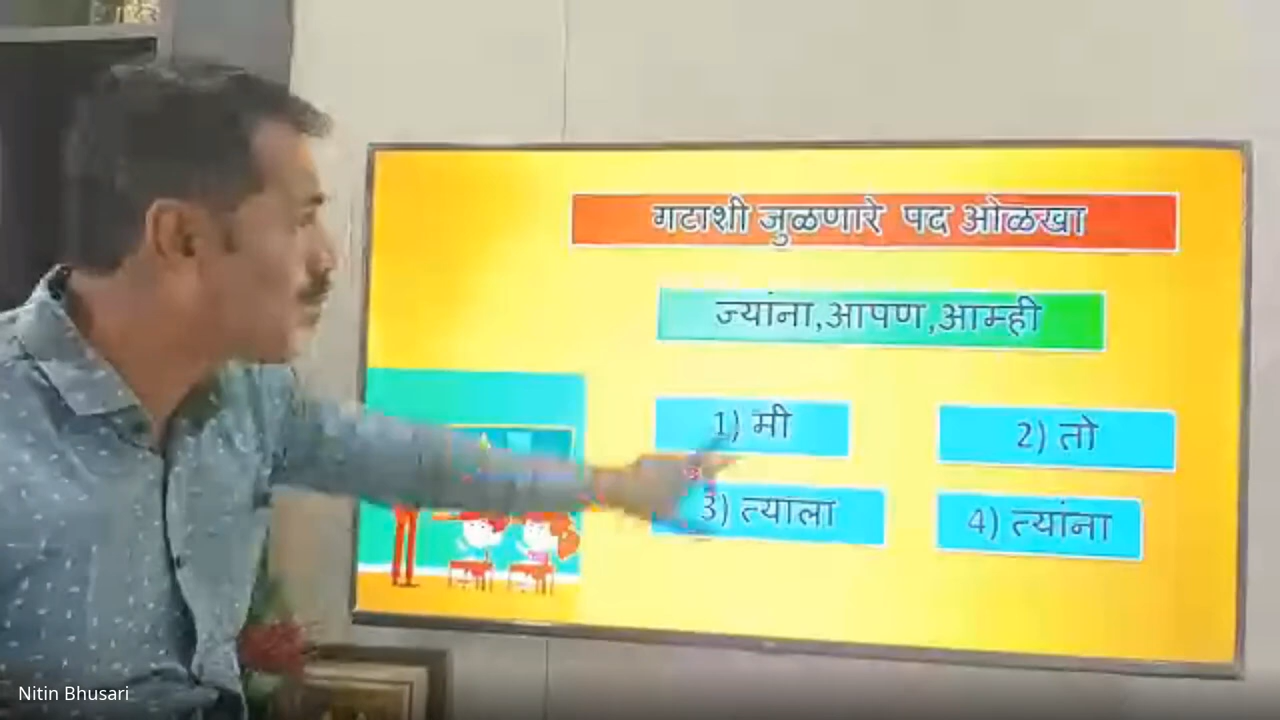 गटाशी जुळणारे पद ओळखा
ज्यांना,आपण,आम्ही
1) मी
2) तो
3) त्याला
4) त्यांना
Nitin Bhusari